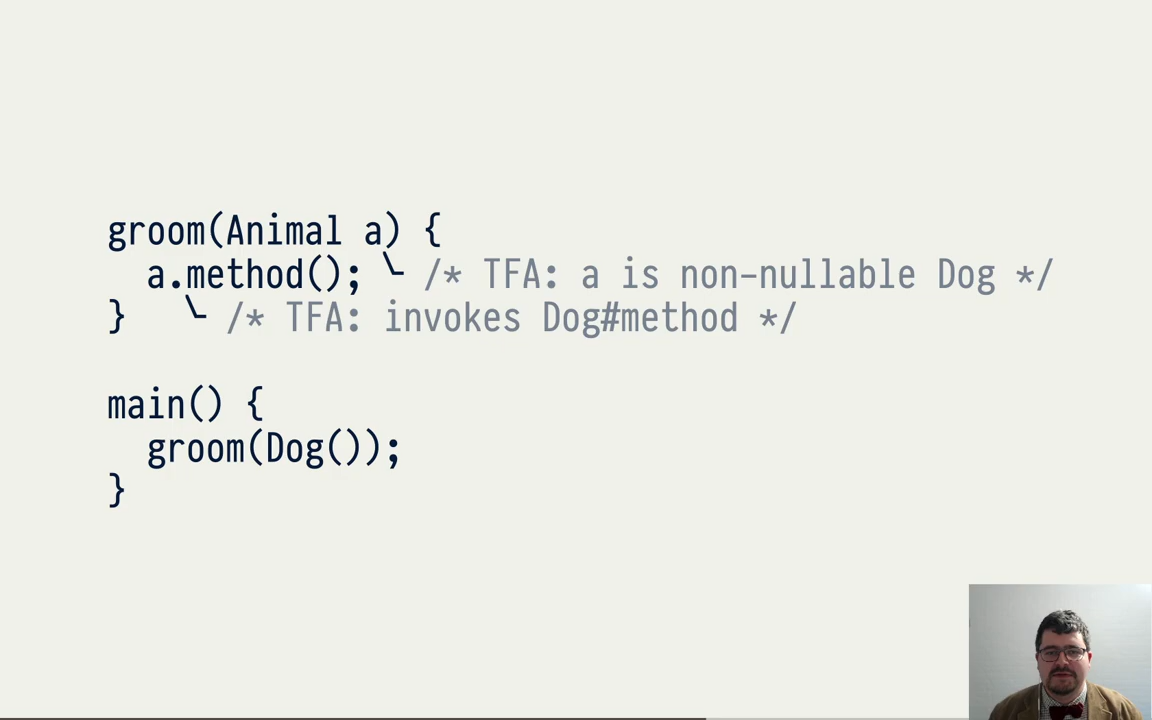 groom(Animal a) {
  a.method(); ╰ /* TFA: a is non-nullable Dog */
}   ╰ /* TFA: invokes Dog#method */
main() {
  groom(Dog());
}